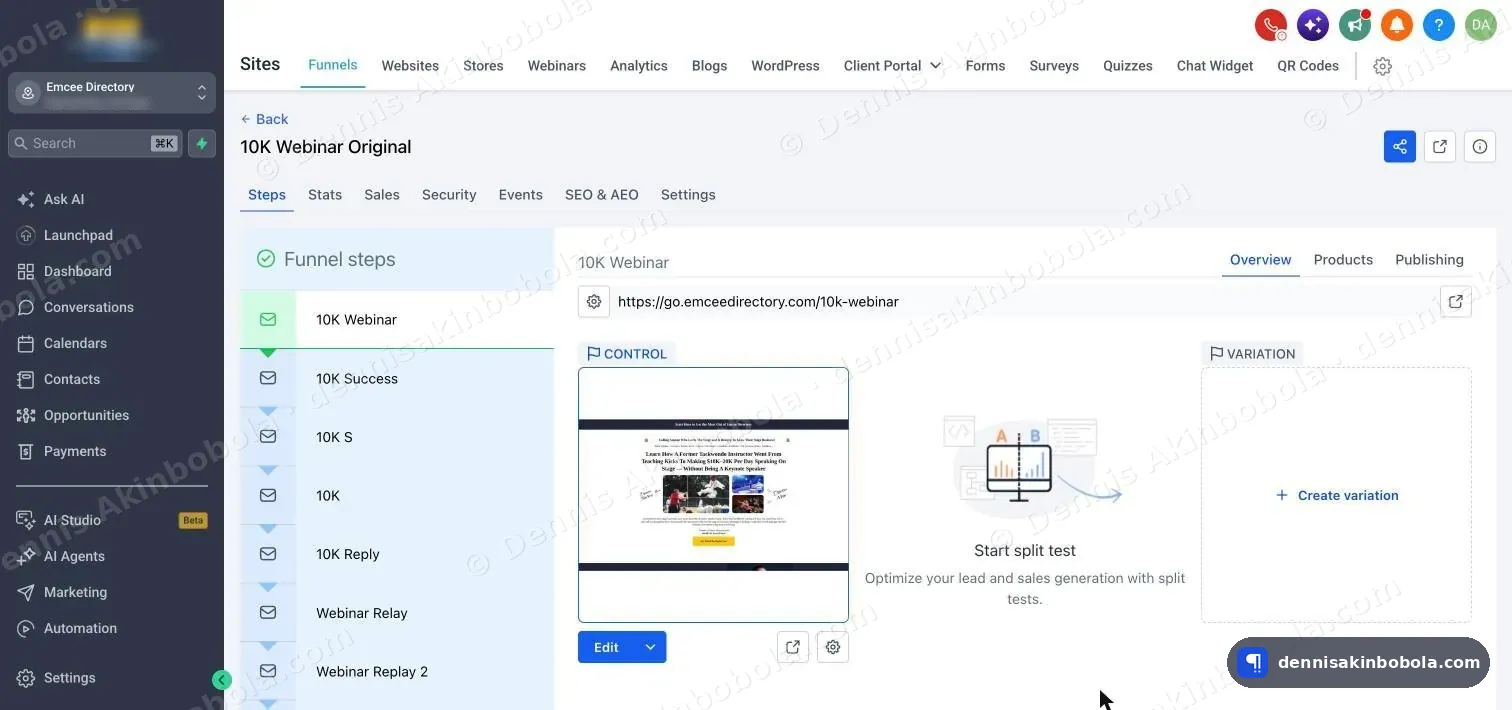 Emcee Directory
Search
⌘K
Ask AI
Launchpad
Dashboard
Conversations
Calendars
Contacts
Opportunities
Payments
AI Studio
Beta
AI Agents
Marketing
Automation
Settings
DA
Sites
Funnels
Websites
Stores
Webinars
Analytics
Blogs
WordPress
Client Portal
Forms
Surveys
Quizzes
Chat Widget
QR Codes
← Back
10K Webinar Original
Steps
Stats
Sales
Security
Events
SEO & AEO
Settings
Funnel steps
10K Webinar
10K Success
10K S
10K
10K Reply
Webinar Relay
Webinar Replay 2
10K Webinar
Overview
Products
Publishing
https://go.emceedirectory.com/10k-webinar
CONTROL
Learn How A Former Taekwondo Instructor Went From
Teaching Kicks To Making $10K-20K Per Day Speaking On
Stage — Without Being A Keynote Speaker
Edit
A B
Start split test
Optimize your lead and sales generation with split
tests.
VARIATION
+ Create variation
dennisakinbobola.com
© Dennis Akinbobola · dennisakinbobola.com